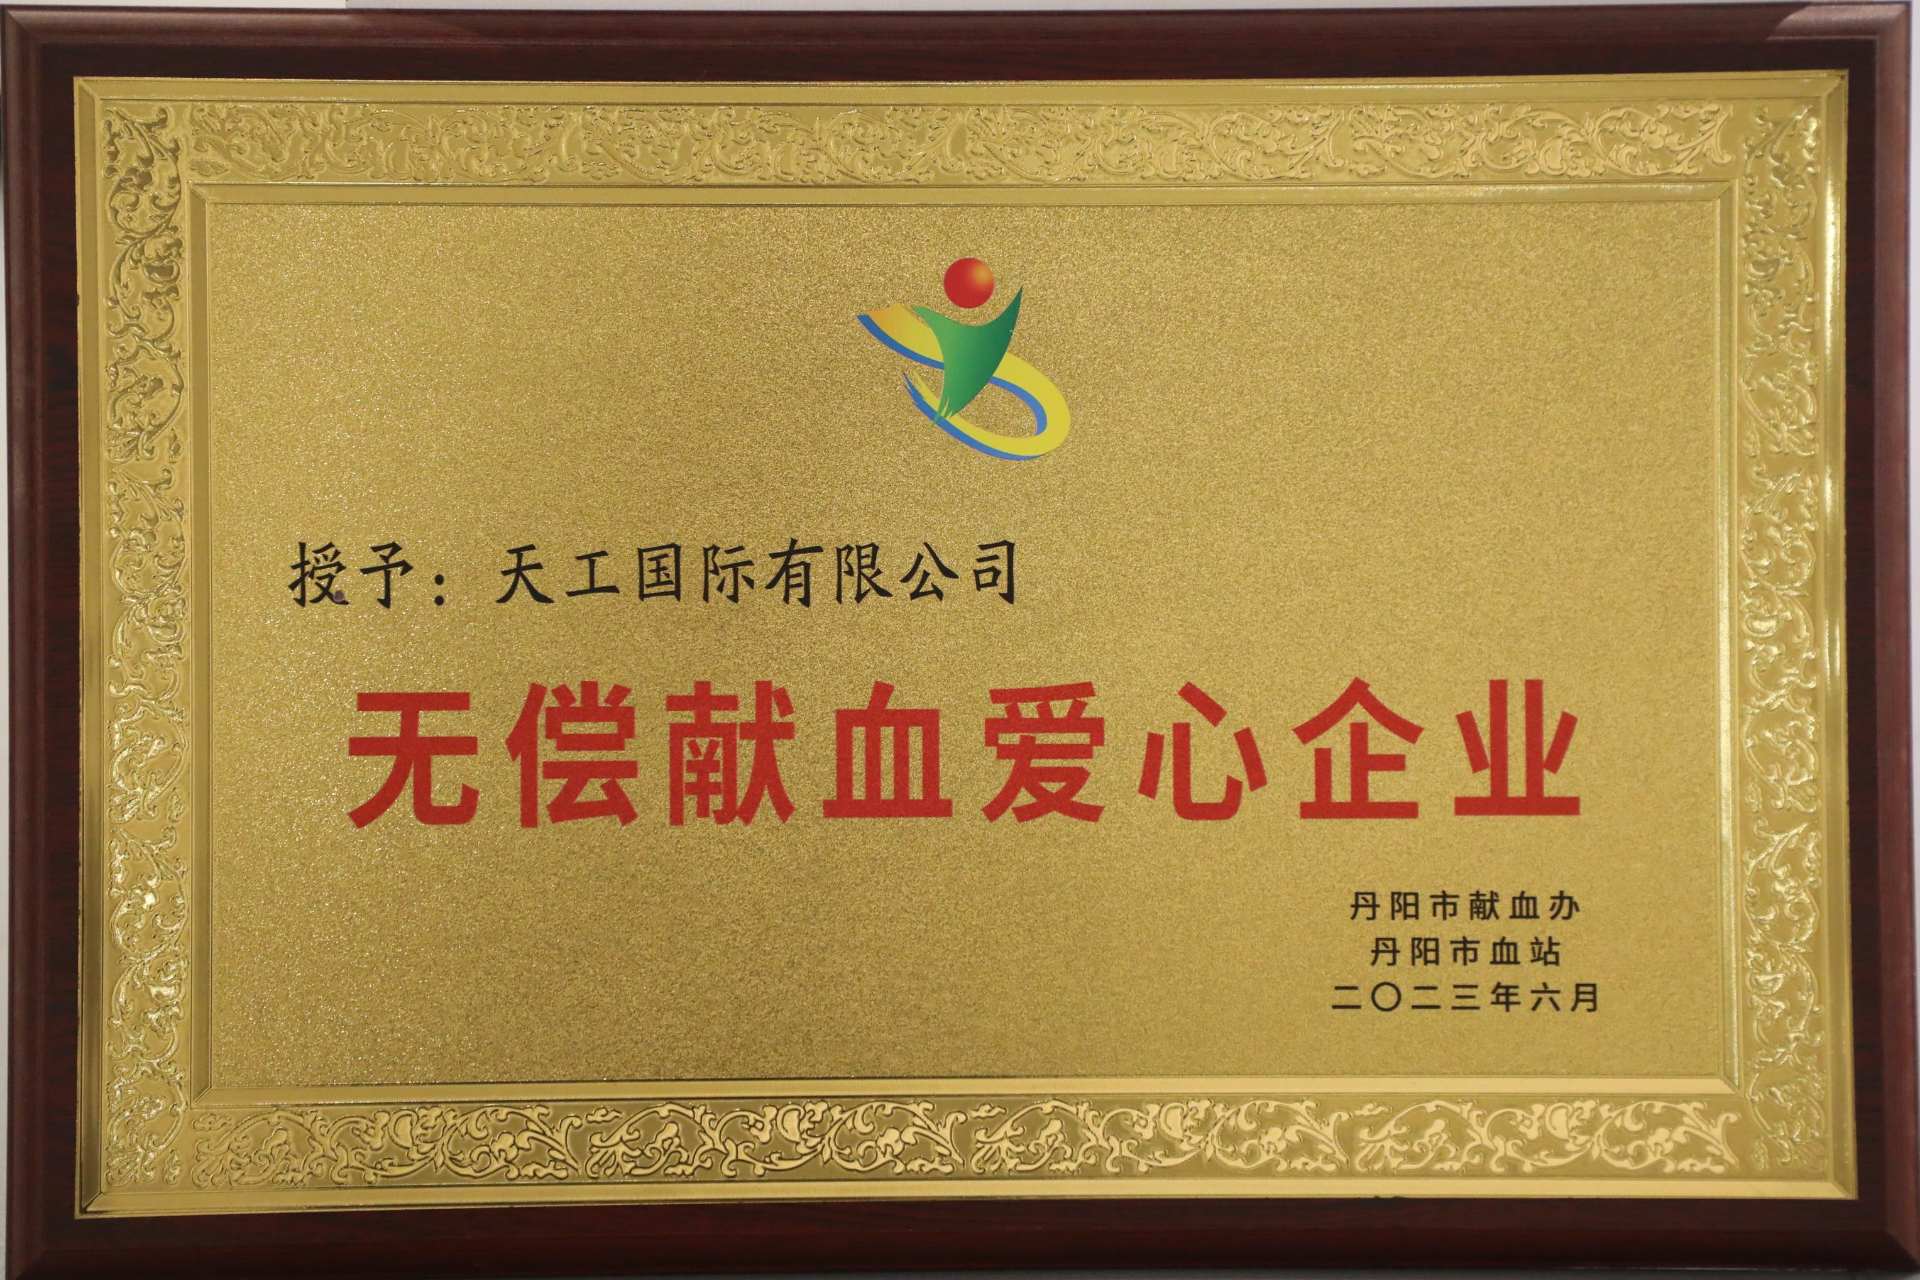 授予：天工国际有限公司
无偿献血爱心企业
丹阳市献血办
丹阳市血站
二〇二三年六月